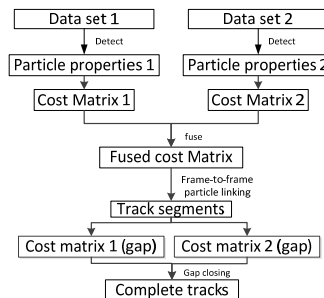 Data set 1
Data set 2
Detect
Detect
Particle properties 1
Particle properties 2
Cost Matrix 1
Cost Matrix 2
fuse
Fused cost Matrix
Frame-to-frame
particle linking
Track segments
Cost matrix 1 (gap)
Cost matrix 2 (gap)
Gap closing
Complete tracks